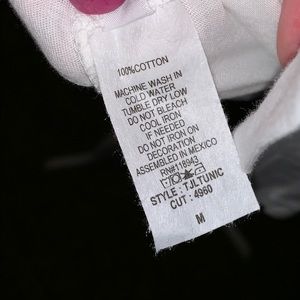 100%COTTON
MACHINE WASH IN
COLD WATER
TUMBLE DRY LOW
DO NOT BLEACH
COOL IRON
IF NEEDED
DO NOT IRON ON
DECORATION
ASSEMBLED IN MEXICO
RN#118943
STYLE : TJLTUNIC
CUT : 4960
M